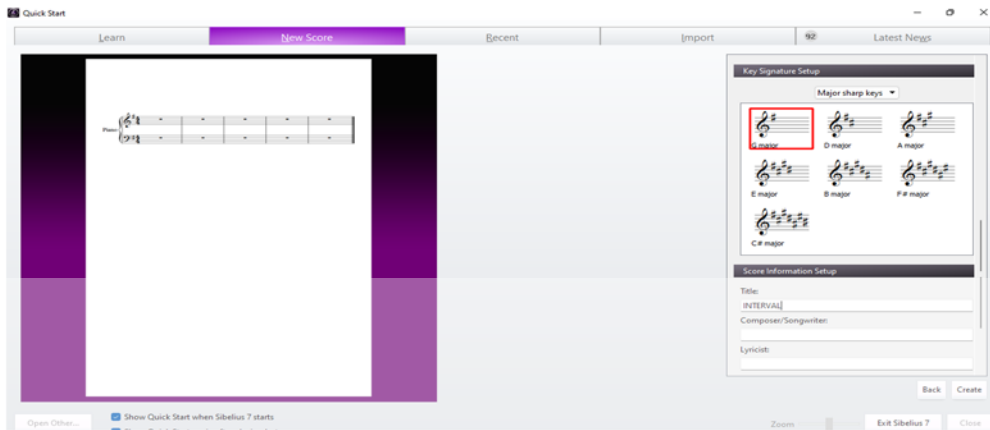 Quick Start
Learn
New Score
Recent
Import
92
Latest News
Key Signature Setup
Major sharp keys
Piano
G major
D major
A major
E major
B major
F# major
C# major
Score Information Setup
Title:
INTERVAL
Composer/Songwriter:
Lyricist:
Back
Create
Show Quick Start when Sibelius 7 starts
Open Other...
Zoom
Exit Sibelius 7
Close